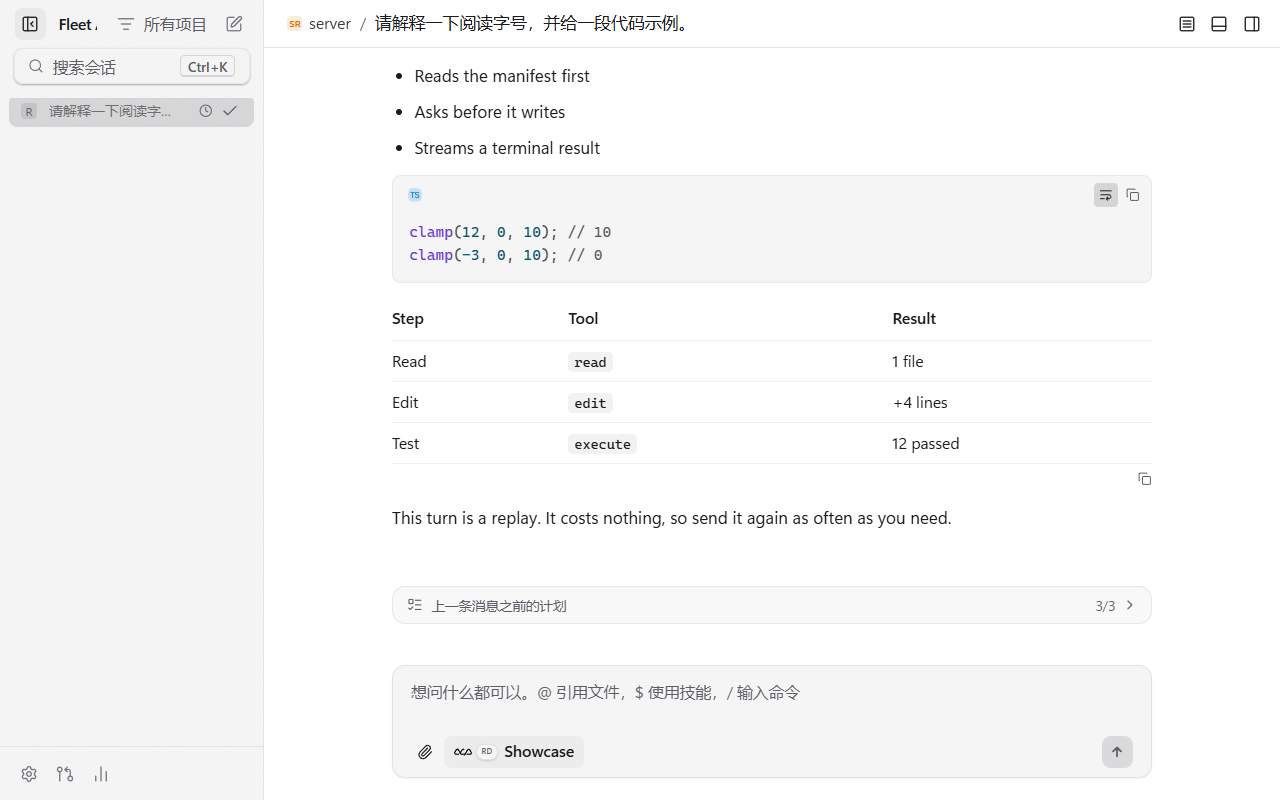 Fleet
所有项目
搜索会话
Ctrl+K
R 请解释一下阅读字...
SR server / 请解释一下阅读字号，并给一段代码示例。
Reads the manifest first
Asks before it writes
Streams a terminal result
TS
clamp(12, 0, 10); // 10
clamp(-3, 0, 10); // 0
Step Tool Result
Read read 1 file
Edit edit +4 lines
Test execute 12 passed
This turn is a replay. It costs nothing, so send it again as often as you need.
上一条消息之前的计划 3/3
想问什么都可以。@ 引用文件，$ 使用技能，/ 输入命令
RD Showcase